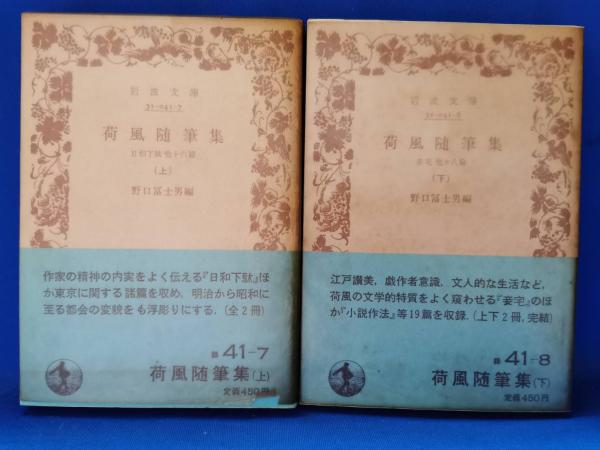 岩波文庫
31-041-7
荷風随筆集
日和下駄 他十六篇
(上)
野口冨士男編
作家の精神の内実をよく伝える『日和下駄』ほ
か東京に関する諸篇を収め,明治から昭和に
至る都会の変貌をも浮彫りにする.(全2冊)
緑 41-7
荷風随筆集(上)
定価450円
岩波文庫
31-041-8
荷風随筆集
妾宅 他十八篇
(下)
野口冨士男編
江戸讃美,戯作者意識,文人的な生活など,
荷風の文学的特質をよく窺わせる『妾宅』のほ
か『小説作法』等19篇を収録.(上下2冊,完結)
緑 41-8
荷風随筆集(下)
定価450円